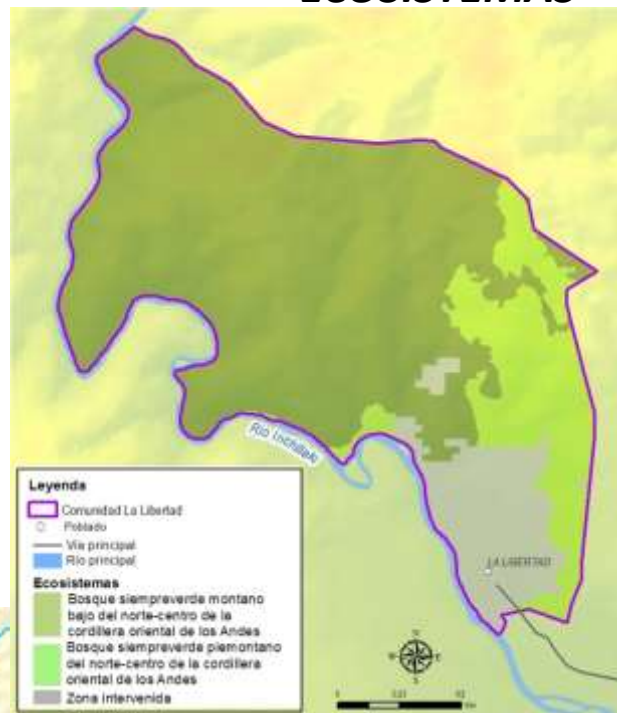 ECOSISTEMAS
Río Inchillaki
LA LIBERTAD
Leyenda
Comunidad La Libertad
Poblado
Vía principal
Río principal
Ecosistemas
Bosque siempreverde montano
bajo del norte-centro de la
cordillera oriental de los Andes
Bosque siempreverde piemontano
del norte-centro de la cordillera
oriental de los Andes
Zona intervenida
N
E
S
0